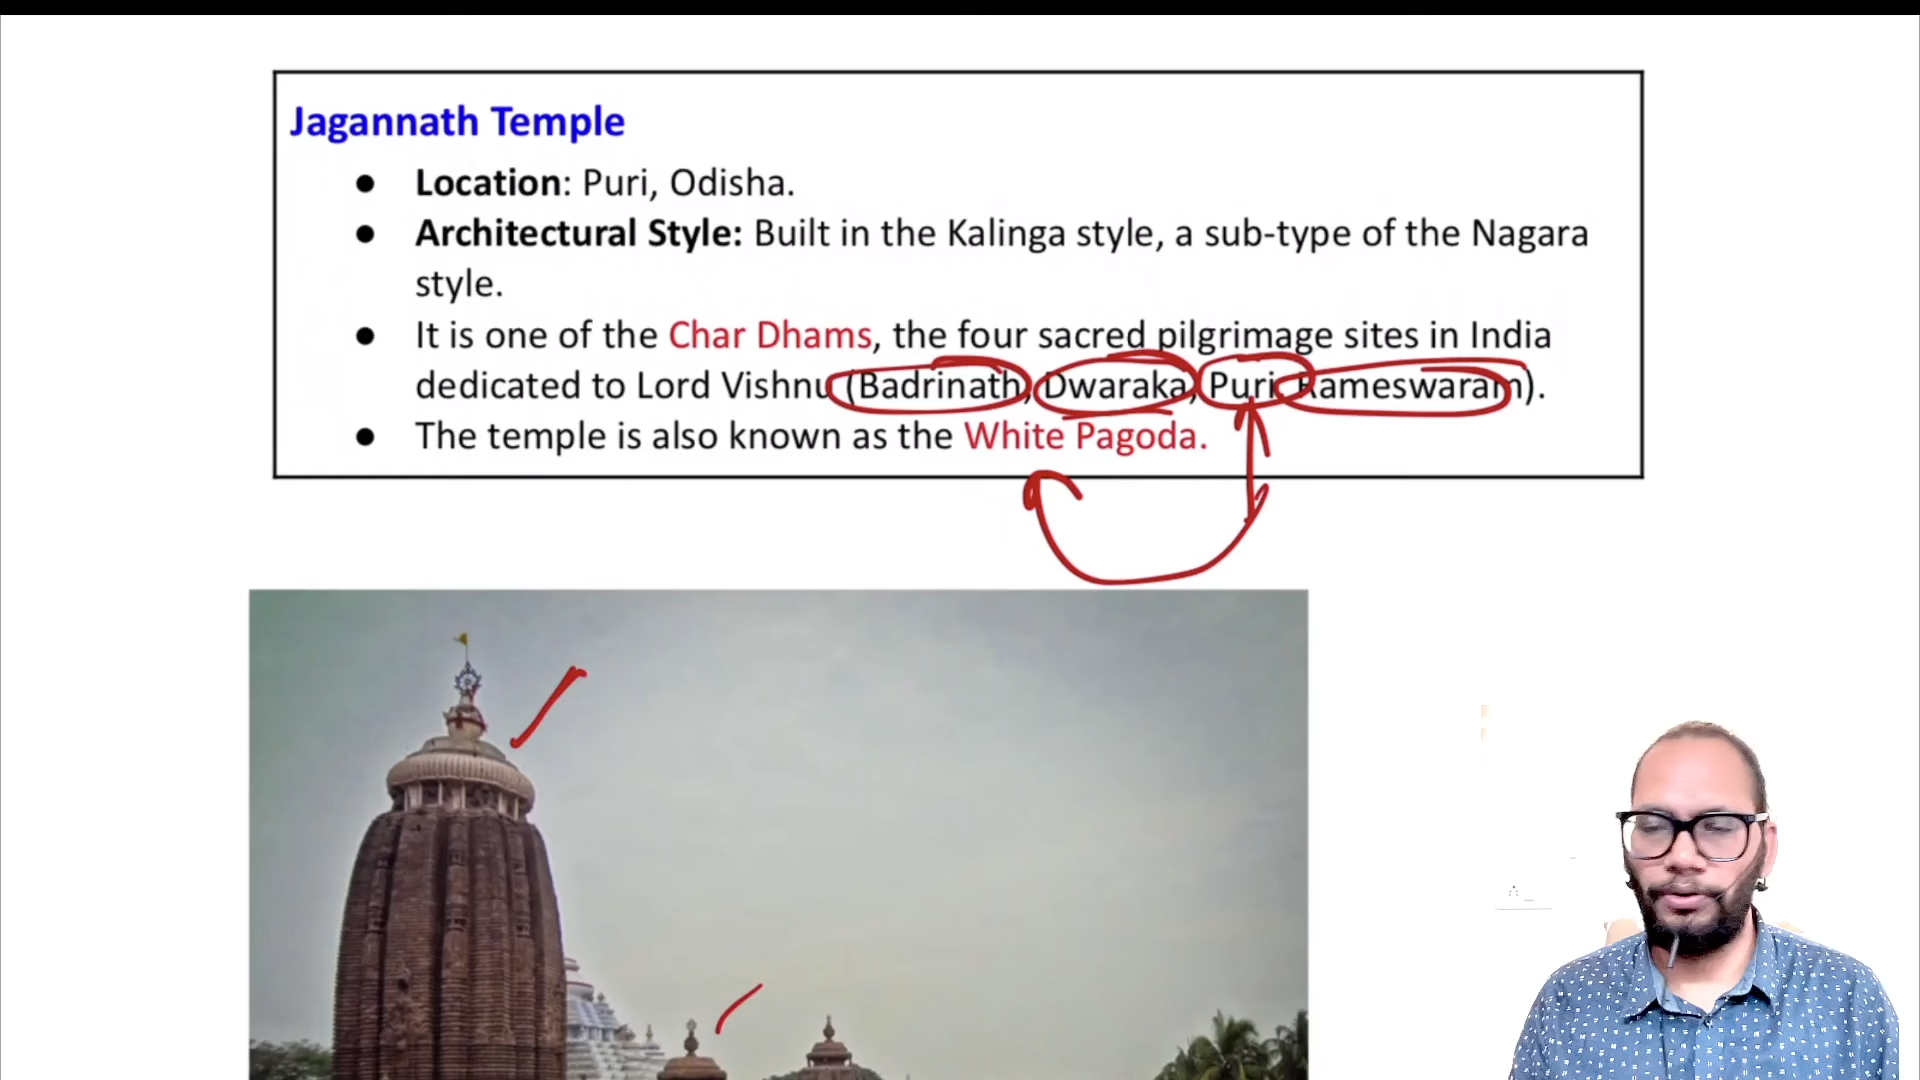 Jagannath Temple
● Location: Puri, Odisha.
● Architectural Style: Built in the Kalinga style, a sub-type of the Nagara
style.
● It is one of the Char Dhams, the four sacred pilgrimage sites in India
dedicated to Lord Vishnu (Badrinath, Dwaraka, Puri, Rameswaram).
● The temple is also known as the White Pagoda.